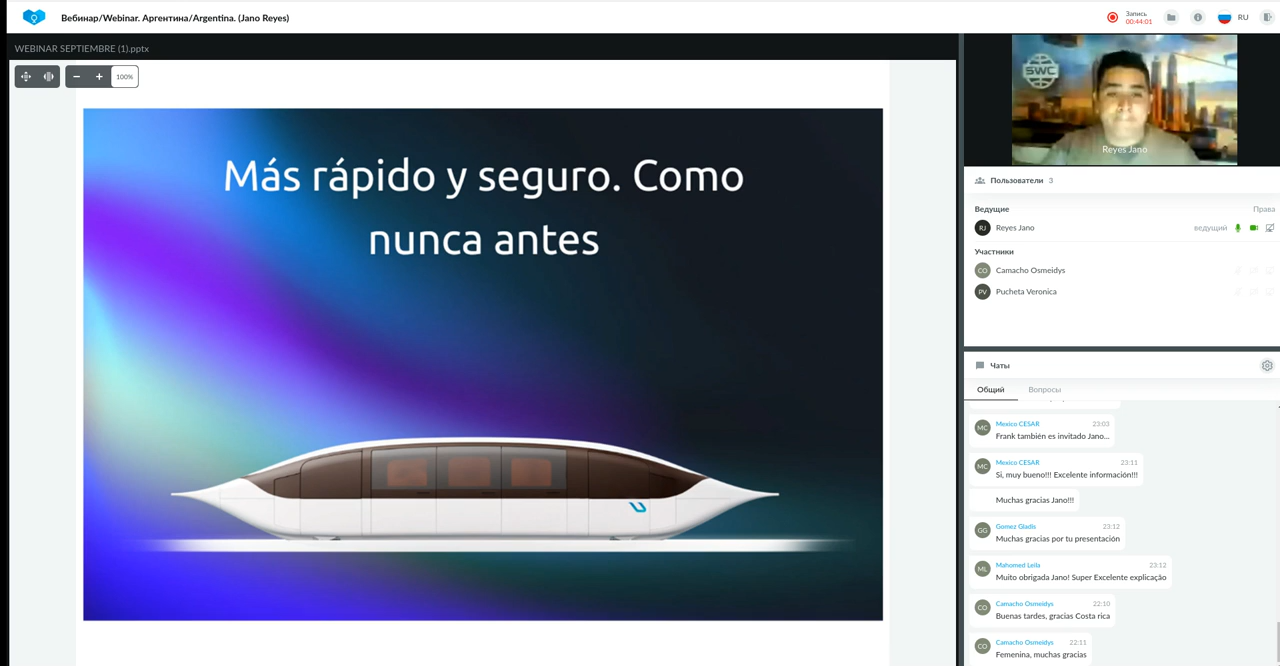 Вебинар/Webinar. Аргентина/Argentina. (Jano Reyes)
Запись
00:44:01
RU
WEBINAR SEPTIEMBRE (1).pptx
100%
Más rápido y seguro. Como
nunca antes
SWC
Reyes Jano
Пользователи 3
Ведущие Права
RJ Reyes Jano ведущий
Участники
CO Camacho Osmeidys
PV Pucheta Veronica
Чаты
Общий Вопросы
MC Mexico CESAR 23:03
Frank también es invitado Jano...
MC Mexico CESAR 23:11
Si, muy bueno!!! Excelente información!!!
Muchas gracias Jano!!!
GG Gomez Gladis 23:12
Muchas gracias por tu presentación
ML Mahomed Leila 23:12
Muito obrigada Jano! Super Excelente explicação
CO Camacho Osmeidys 22:10
Buenas tardes, gracias Costa rica
CO Camacho Osmeidys 22:11
Femenina, muchas gracias